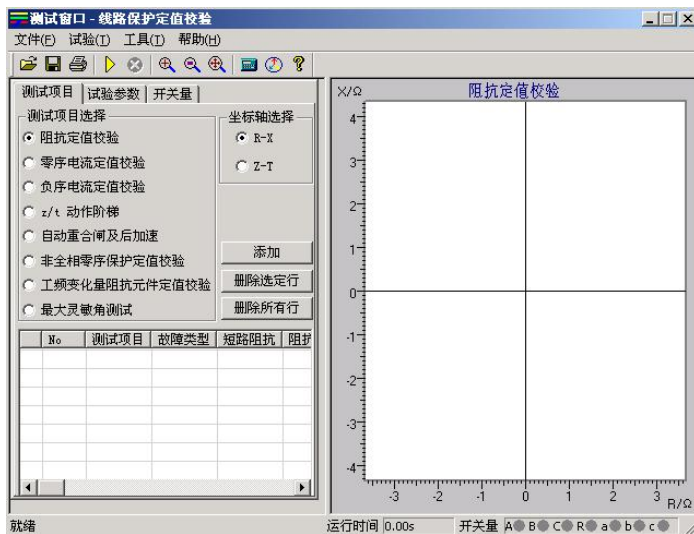 测试窗口 - 线路保护定值校验
文件(F) 试验(T) 工具(T) 帮助(H)
测试项目 试验参数 开关量
测试项目选择
阻抗定值校验
零序电流定值校验
负序电流定值校验
z/t 动作阶梯
自动重合闸及后加速
非全相零序保护定值校验
工频变化量阻抗元件定值校验
最大灵敏角测试
坐标轴选择
R-X
Z-T
添加
删除选定行
删除所有行
No 测试项目 故障类型 短路阻抗 阻抗
X/Ω 阻抗定值校验
4
3
2
1
0
-1
-2
-3
-4
-3 -2 -1 0 1 2 3
R/Ω
就绪 运行时间 0.00s 开关量 A B C R a b c